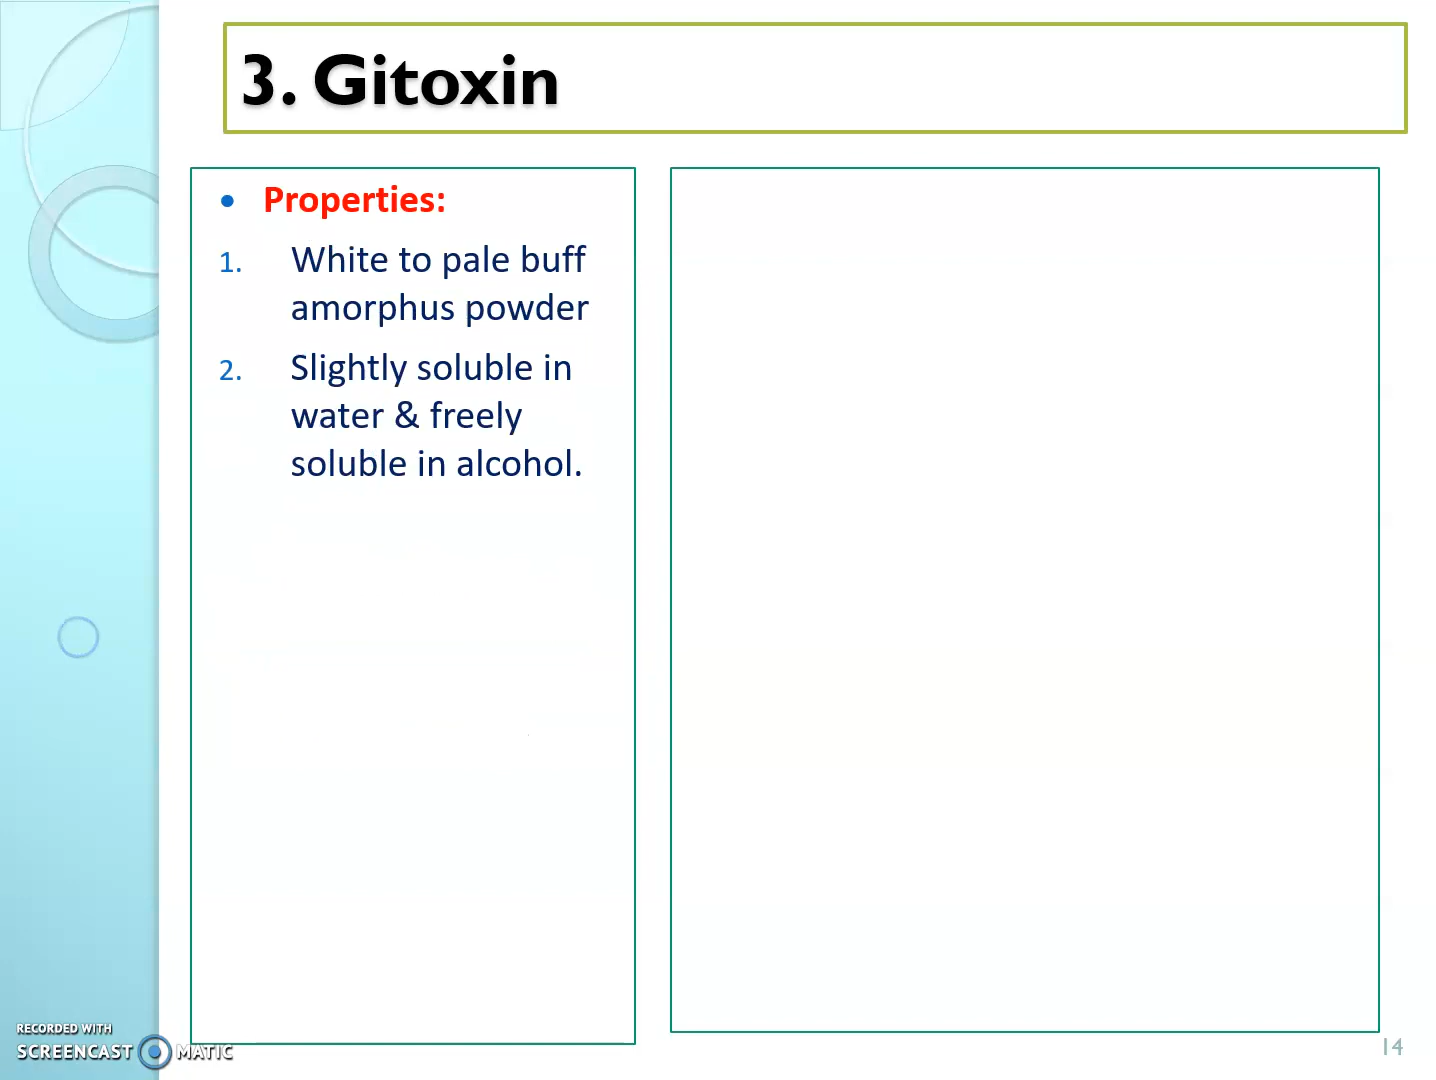 3. Gitoxin
• Properties:
1. White to pale buff
amorphus powder
2. Slightly soluble in
water & freely
soluble in alcohol.
RECORDED WITH
SCREENCAST MATIC
14